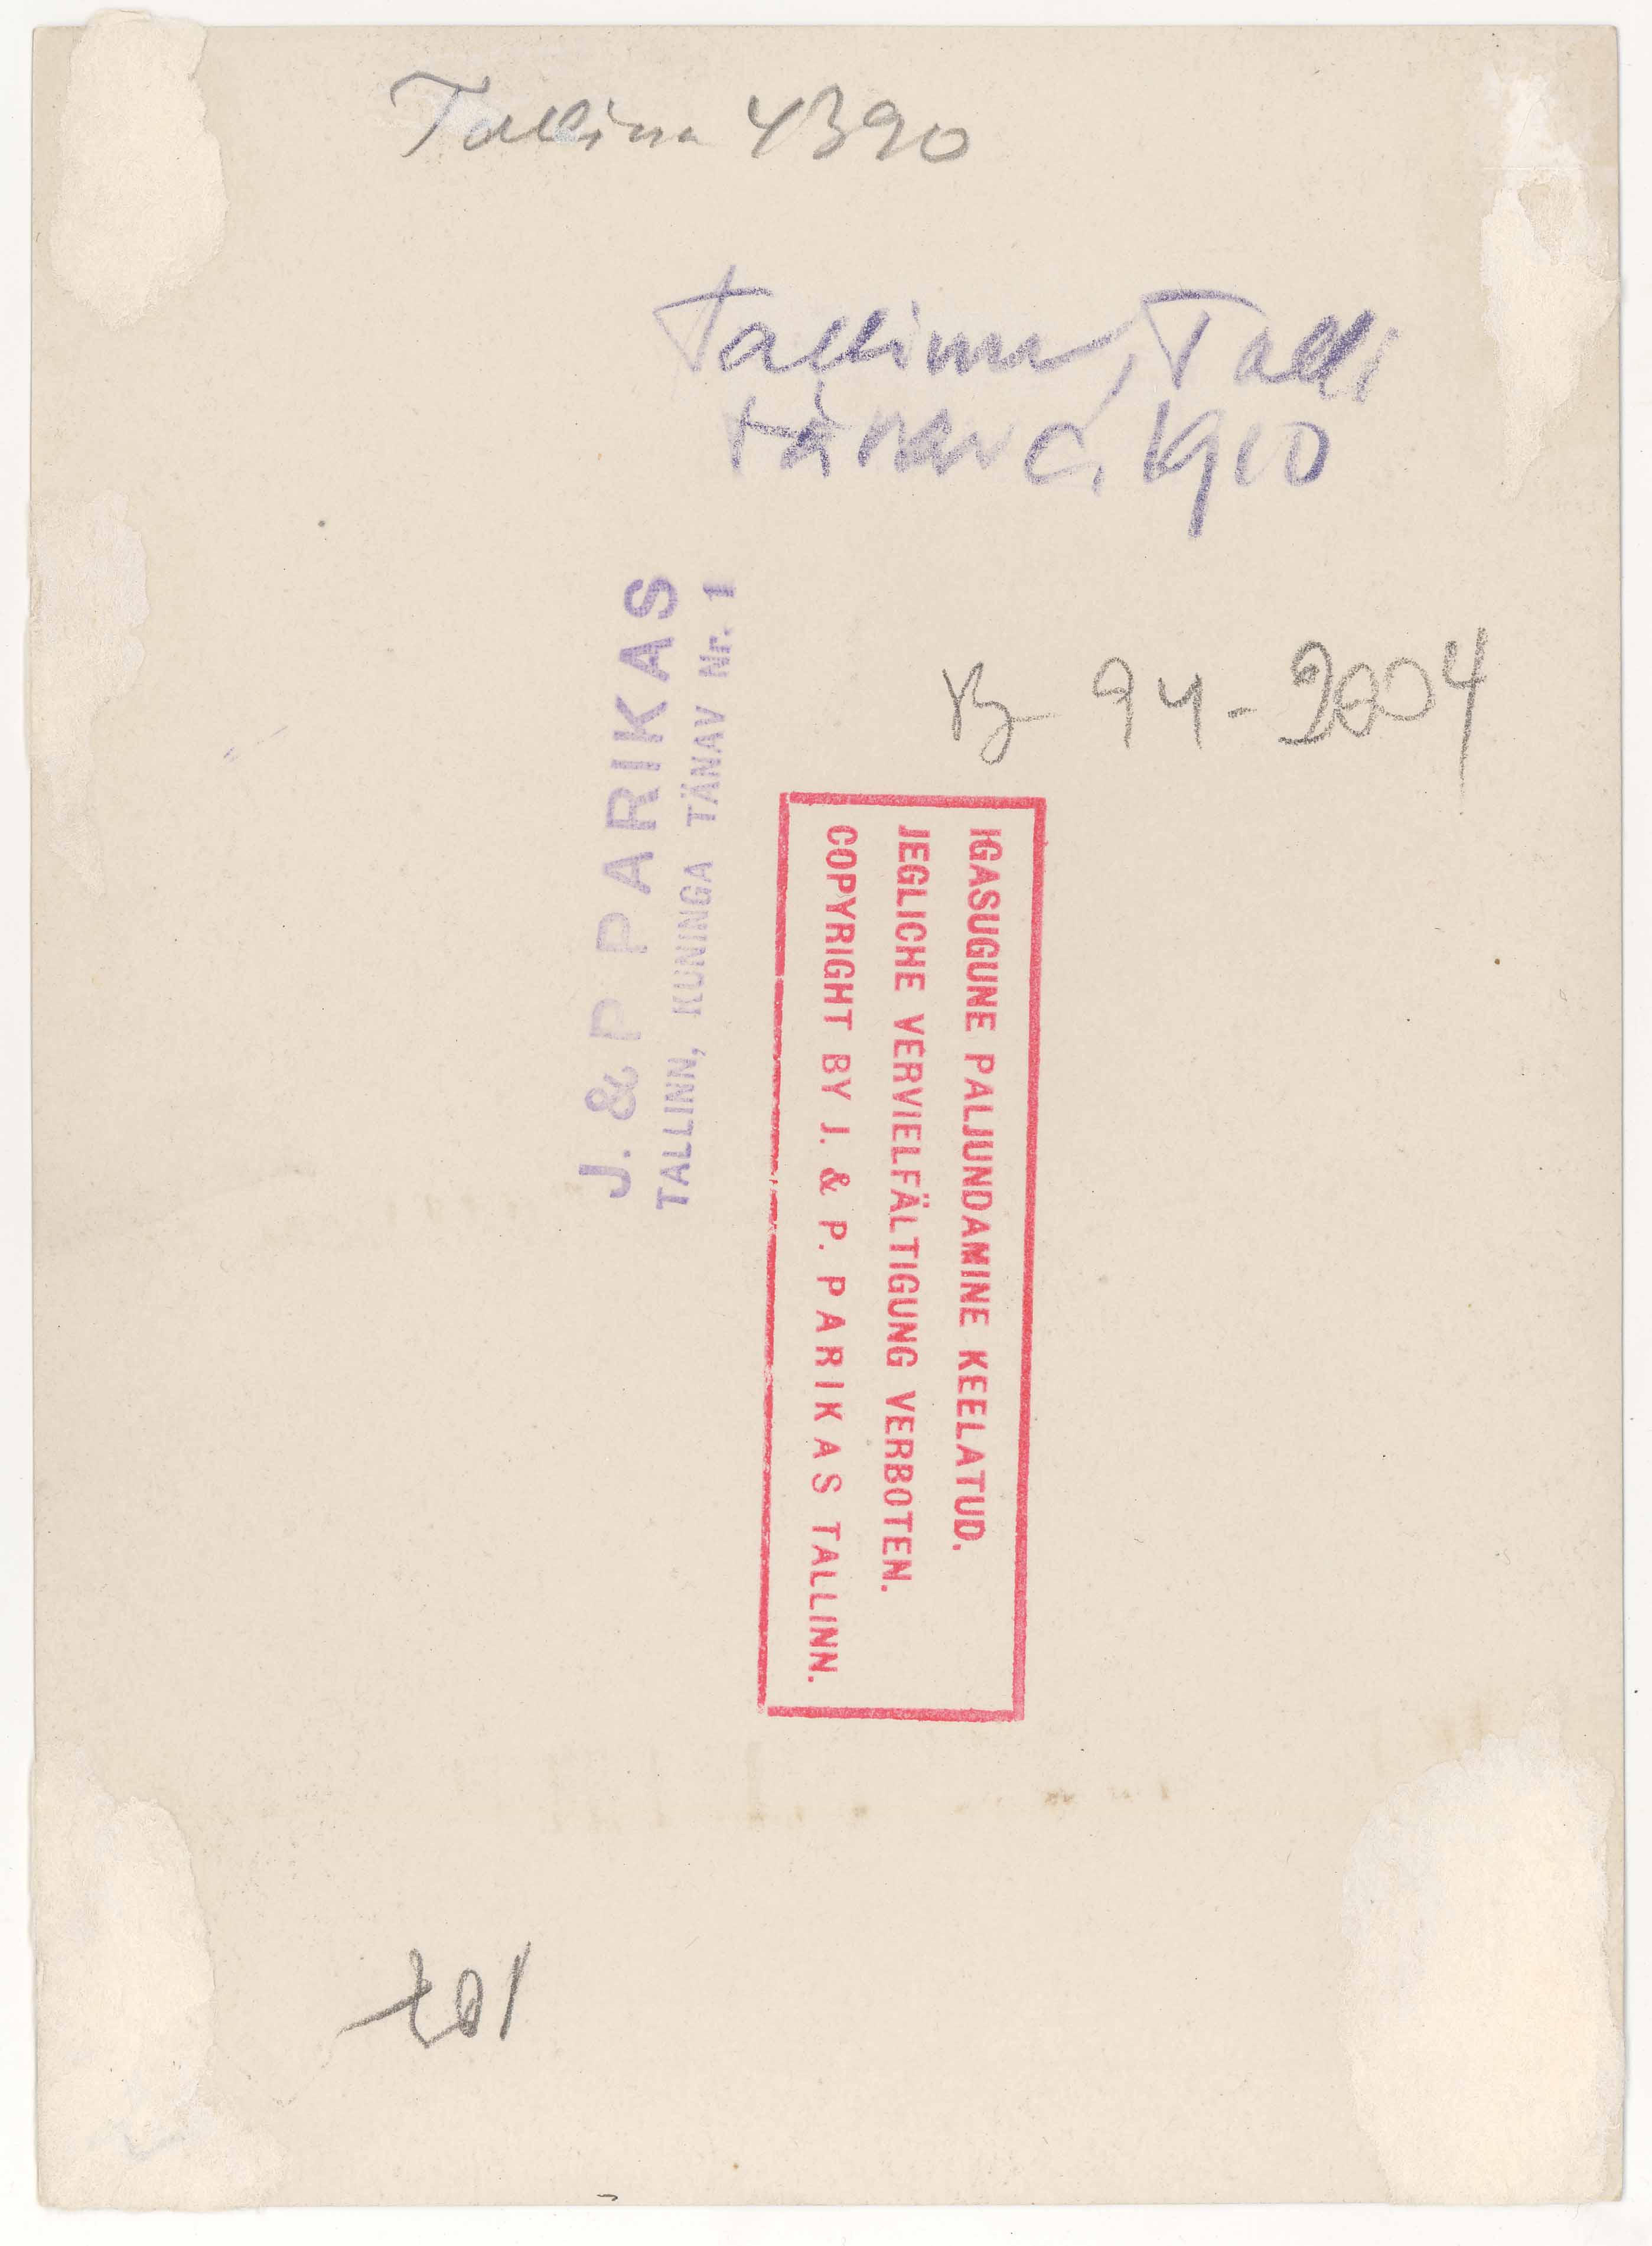 Tallinn 4390
Tallinn, Talli
tänav c. 1910
94-2004
J. & P PARIKAS
TALLINN, KUNINGA TÄNAV Nr. 1
IGASUGUNE PALJUNDAMINE KEELATUD.
JEGLICHE VERVIELFÄLTIGUNG VERBOTEN.
COPYRIGHT BY J. & P. PARIKAS TALLINN.